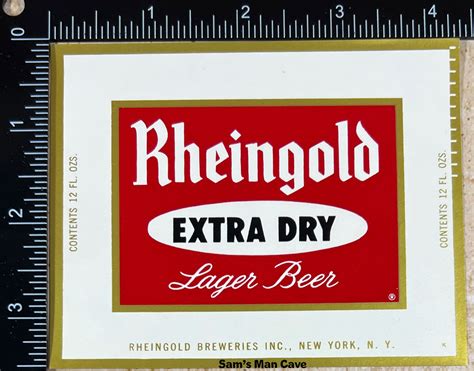 0 1 2 3 4
1
2
3
CONTENTS 12 FL. OZS.
Rheingold
EXTRA DRY
Lager Beer
®
CONTENTS 12 FL. OZS.
RHEINGOLD BREWERIES INC., NEW YORK, N. Y.
K
Sam's Man Cave